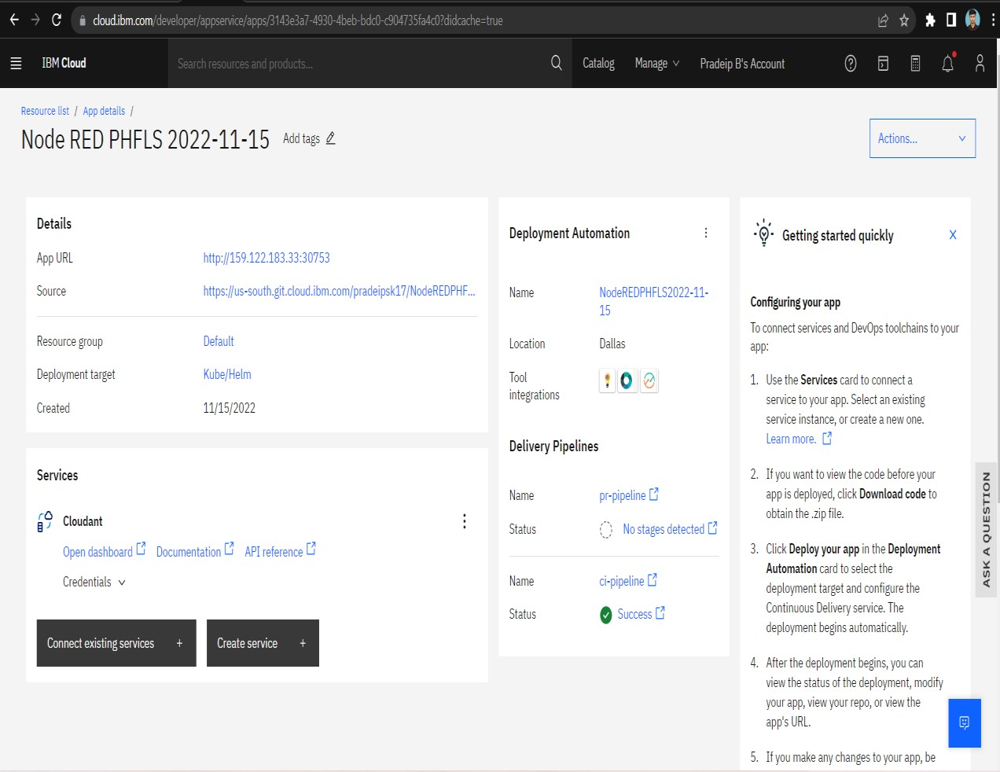 cloud.ibm.com/developer/appservice/apps/3143e3a7-4930-4beb-bdc0-c904735fa4c0?didcache=true
IBM Cloud
Search resources and products...
Catalog
Manage
Pradeip B's Account
Resource list / App details /
Node RED PHFLS 2022-11-15
Add tags
Actions...
Details
App URL
http://159.122.183.33:30753
Source
https://us-south.git.cloud.ibm.com/pradeipsk17/NodeREDPHF...
Resource group
Default
Deployment target
Kube/Helm
Created
11/15/2022
Services
Cloudant
Open dashboard
Documentation
API reference
Credentials
Connect existing services +
Create service +
Deployment Automation
Name
NodeREDPHFLS2022-11-
15
Location
Dallas
Tool
integrations
Delivery Pipelines
Name
pr-pipeline
Status
No stages detected
Name
ci-pipeline
Status
Success
Getting started quickly
Configuring your app
To connect services and DevOps toolchains to your
app:
1. Use the Services card to connect a
service to your app. Select an existing
service instance, or create a new one.
Learn more.
2. If you want to view the code before your
app is deployed, click Download code to
obtain the .zip file.
3. Click Deploy your app in the Deployment
Automation card to select the
deployment target and configure the
Continuous Delivery service. The
deployment begins automatically.
4. After the deployment begins, you can
view the status of the deployment, modify
your app, view your repo, or view the
app's URL.
5. If you make any changes to your app, be
ASK A QUESTION